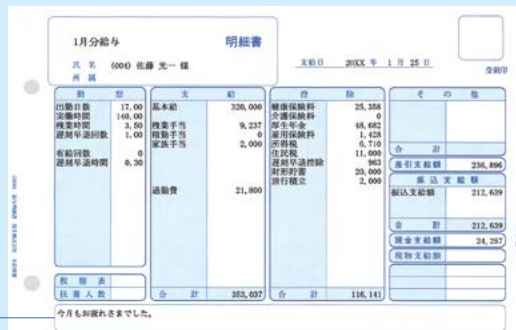 1月分給与
明細書
氏名 (004) 佐藤 光一 様
所属
支給日 20XX 年 1 月 25 日
受領印
勤怠
出勤日数 17.00
実働時間 140.00
残業時間 3.50
遅刻早退回数 1.00
有給回数 0
遅刻早退時間 0.30
税額表
扶養人数
支給
基本給 320,000
残業手当 9,237
精勤手当 0
家族手当 2,000
通勤費 21,800
合計 353,037
控除
健康保険料 25,358
介護保険料 0
厚生年金 48,682
雇用保険料 1,428
所得税 6,710
住民税 11,000
遅刻早退控除 963
財形貯蓄 20,000
旅行積立 2,000
合計 116,141
その他
合計
差引支給額 236,896
振込支給額
振込支給額 212,639
合計 212,639
現金支給額 24,257
現物支給額
今月もお疲れさまでした。